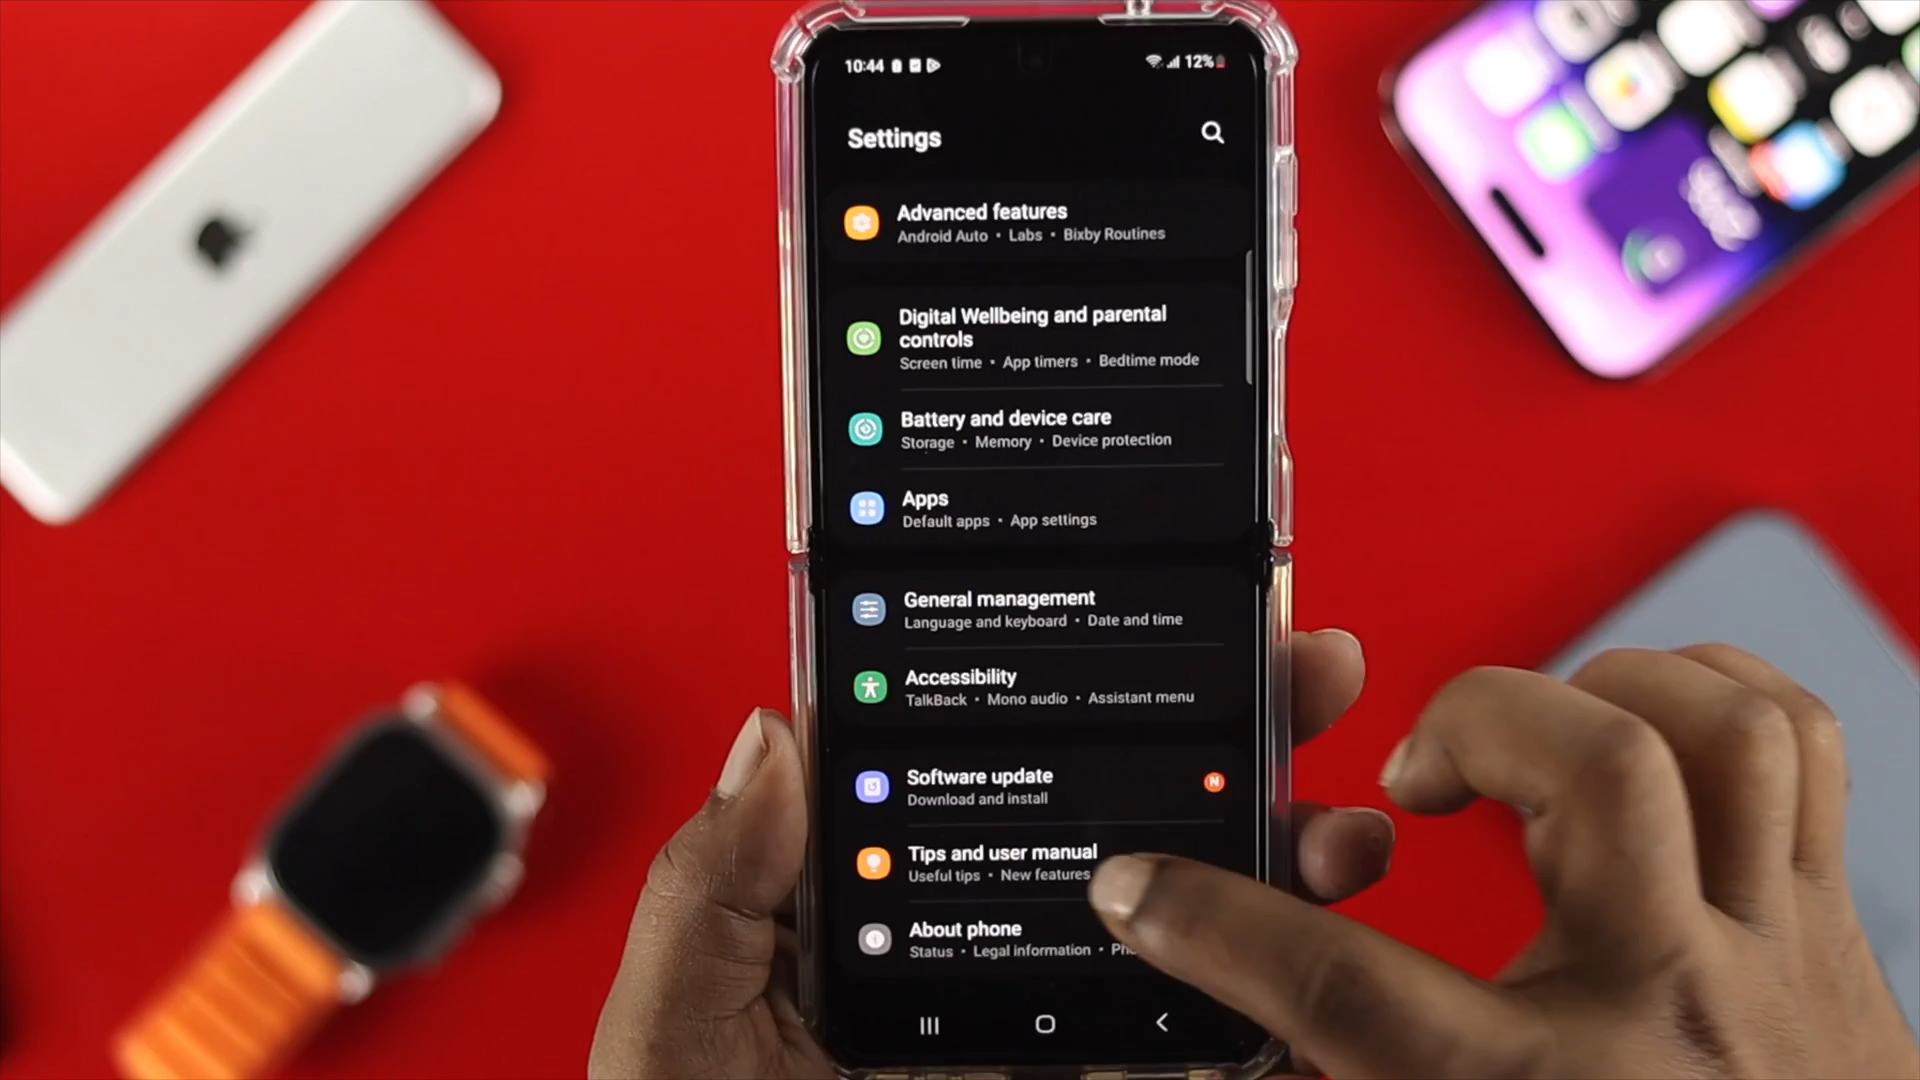 10:44 12%
Settings
Advanced features
Android Auto • Labs • Bixby Routines
Digital Wellbeing and parental
controls
Screen time • App timers • Bedtime mode
Battery and device care
Storage • Memory • Device protection
Apps
Default apps • App settings
General management
Language and keyboard • Date and time
Accessibility
TalkBack • Mono audio • Assistant menu
Software update
N
Download and install
Tips and user manual
Useful tips • New features
About phone
Status • Legal information •